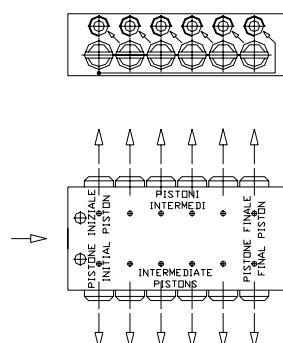 PISTONI
INTERMEDI
PISTONE INIZIALE
INITIAL PISTON
PISTONE FINALE
FINAL PISTON
INTERMEDIATE
PISTONS